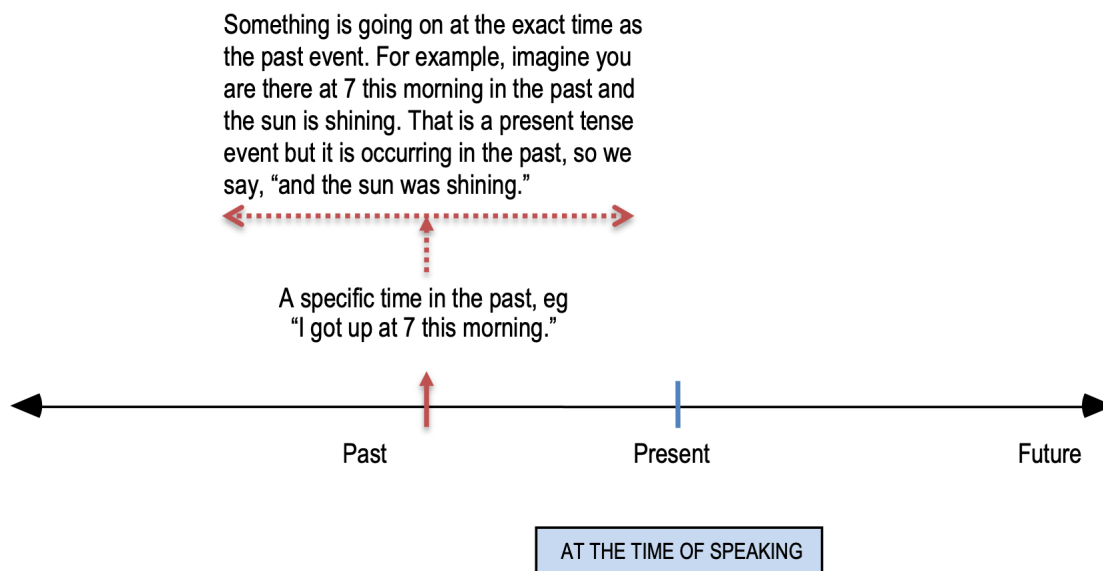 Something is going on at the exact time as
the past event. For example, imagine you
are there at 7 this morning in the past and
the sun is shining. That is a present tense
event but it is occurring in the past, so we
say, “and the sun was shining.”
A specific time in the past, eg
“I got up at 7 this morning.”
Past
Present
Future
AT THE TIME OF SPEAKING